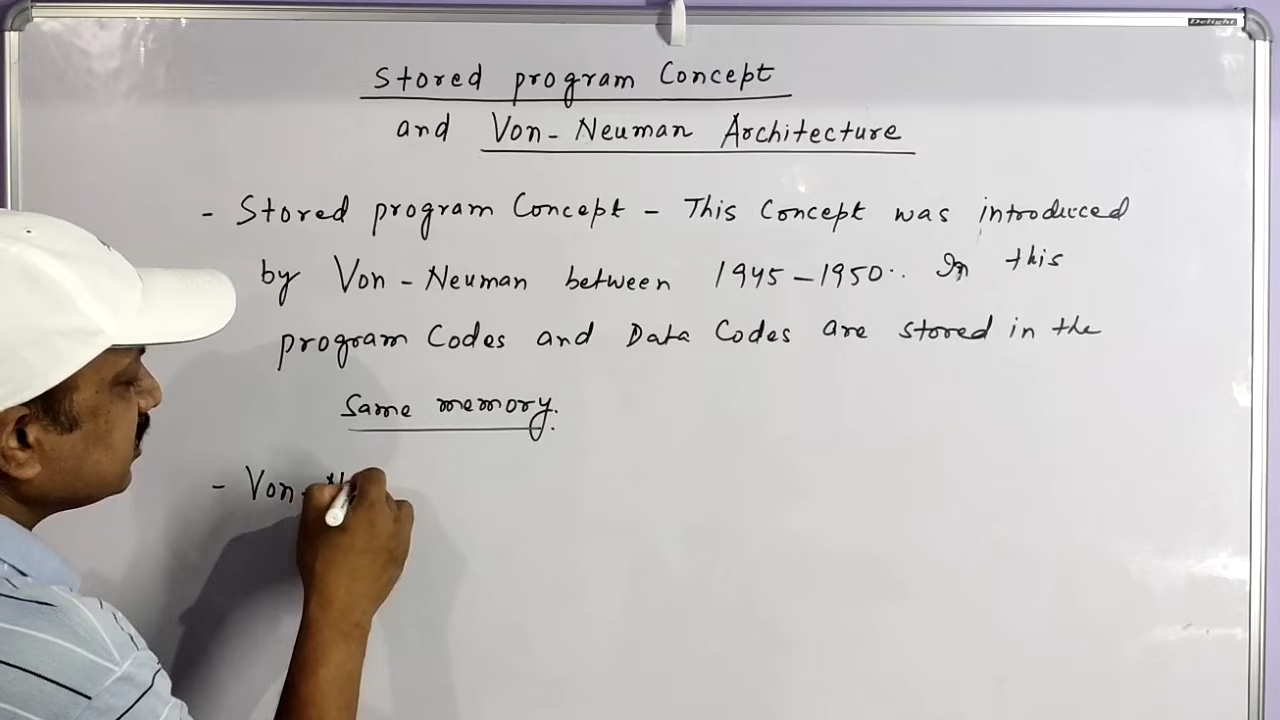 Delight
Stored program Concept
and Von-Neuman Architecture
- Stored program Concept - This Concept was introduced
by Von-Neuman between 1945-1950.. In this
program Codes and Data Codes are stored in the
Same memory.
- Von-N